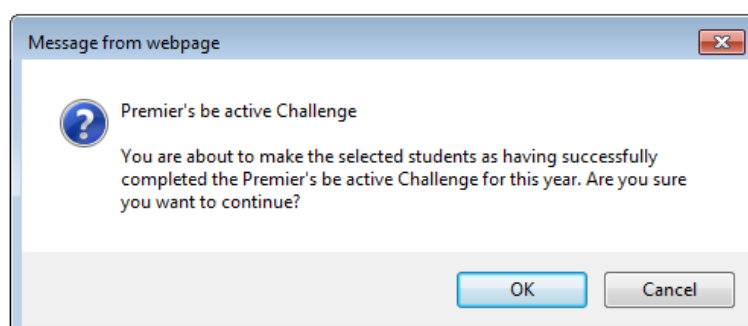 Message from webpage
Premier's be active Challenge
You are about to make the selected students as having successfully
completed the Premier's be active Challenge for this year. Are you sure
you want to continue?
OK
Cancel